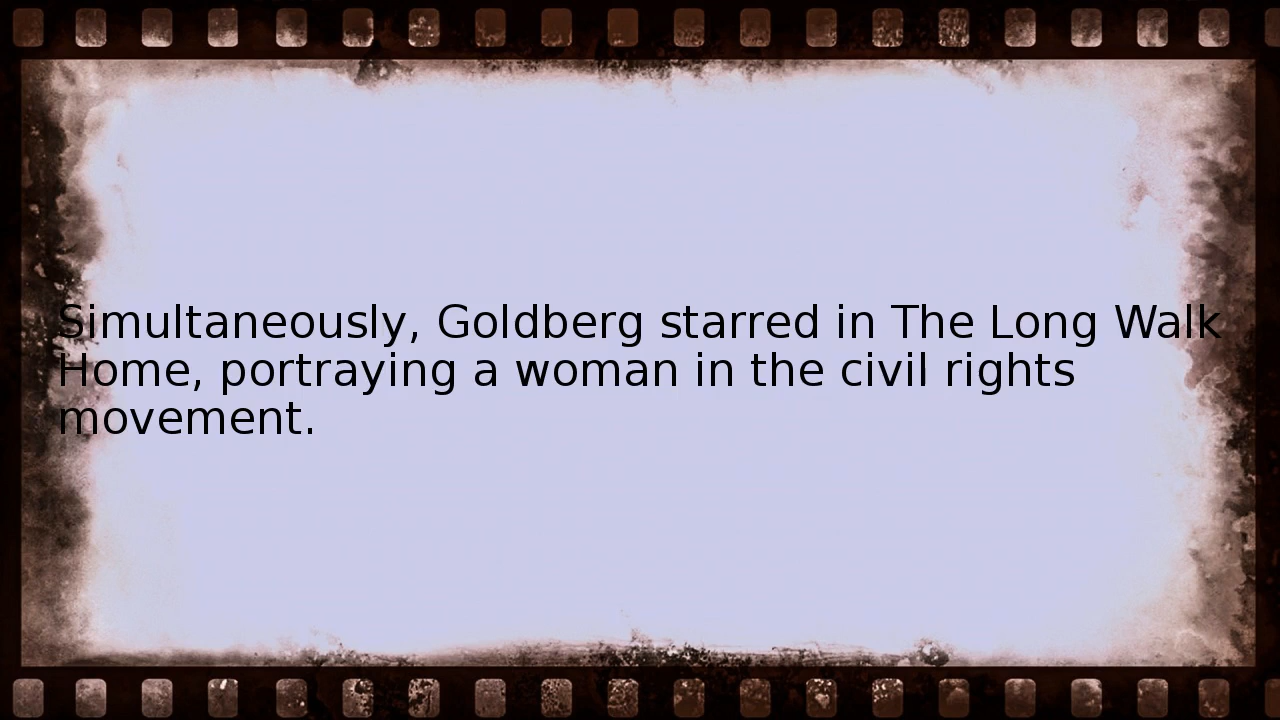 Simultaneously, Goldberg starred in The Long Walk
Home, portraying a woman in the civil rights
movement.